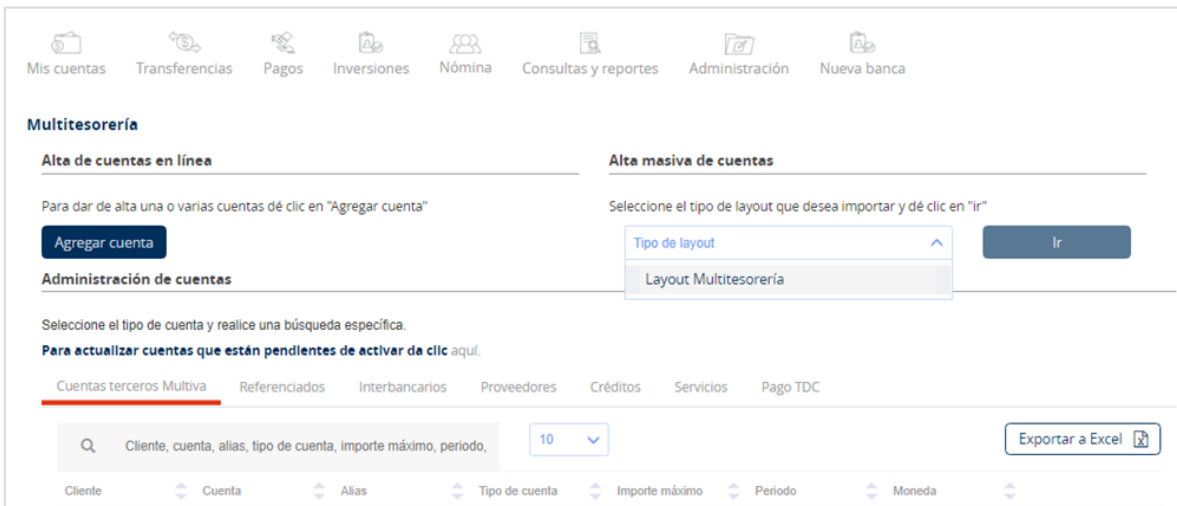 Mis cuentas Transferencias Pagos Inversiones Nómina Consultas y reportes Administración Nueva banca
Multitesorería
Alta de cuentas en línea
Para dar de alta una o varias cuentas dé clic en "Agregar cuenta"
Agregar cuenta
Alta masiva de cuentas
Seleccione el tipo de layout que desea importar y dé clic en "ir"
Tipo de layout Ir
Layout Multitesorería
Administración de cuentas
Seleccione el tipo de cuenta y realice una búsqueda específica.
Para actualizar cuentas que están pendientes de activar da clic aquí.
Cuentas terceros Multiva Referenciados Interbancarios Proveedores Créditos Servicios Pago TDC
Cliente, cuenta, alias, tipo de cuenta, importe máximo, periodo, 10 Exportar a Excel
Cliente Cuenta Alias Tipo de cuenta Importe máximo Periodo Moneda